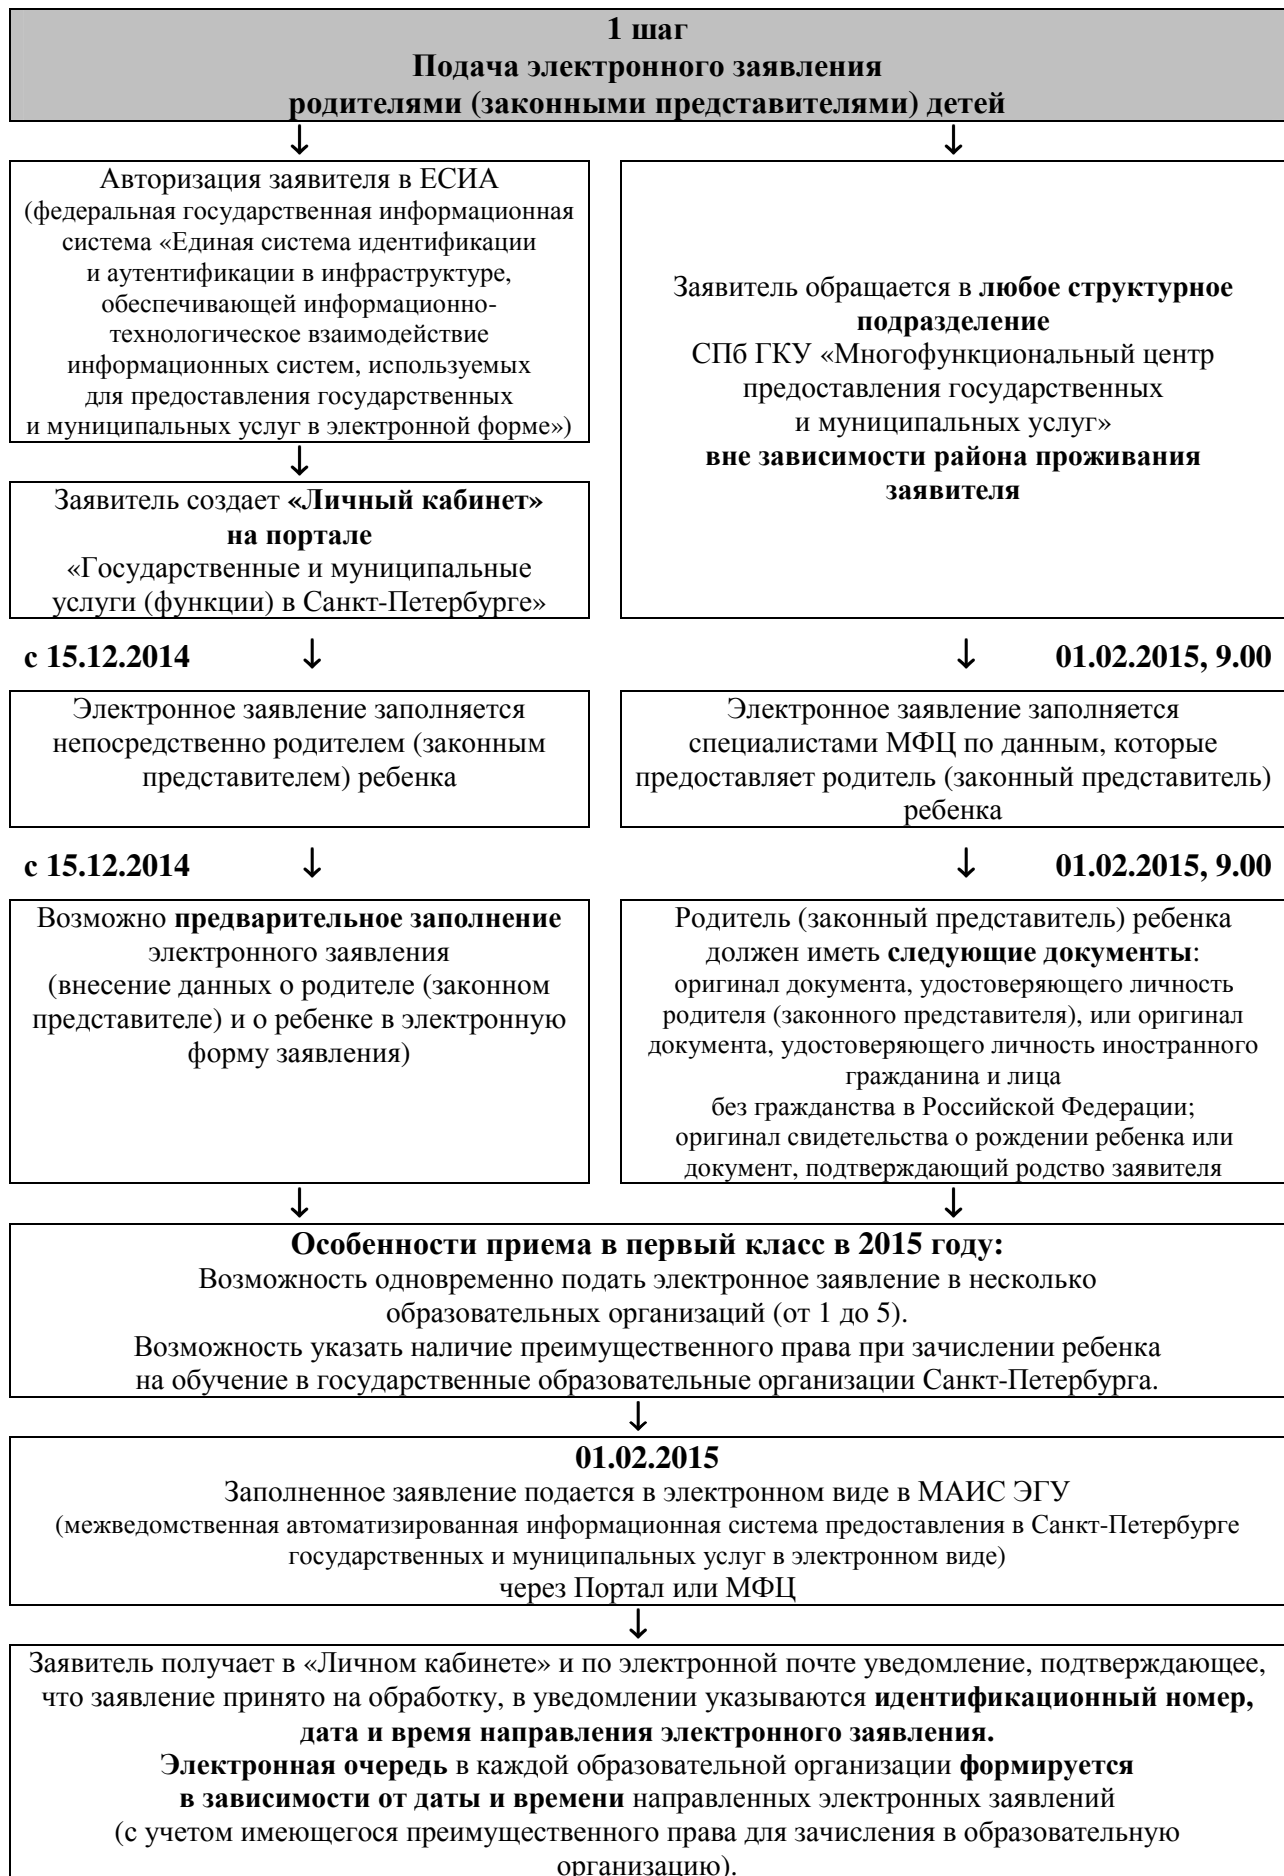 1 шаг
Подача электронного заявления
родителями (законными представителями) детей
↓
↓
Авторизация заявителя в ЕСИА
(федеральная государственная информационная
система «Единая система идентификации
и аутентификации в инфраструктуре,
обеспечивающей информационно-
технологическое взаимодействие
информационных систем, используемых
для предоставления государственных
и муниципальных услуг в электронной форме»)
↓
Заявитель создает «Личный кабинет»
на портале
«Государственные и муниципальные
услуги (функции) в Санкт-Петербурге»
Заявитель обращается в любое структурное
подразделение
СПб ГКУ «Многофункциональный центр
предоставления государственных
и муниципальных услуг»
вне зависимости района проживания
заявителя
с 15.12.2014 ↓
↓ 01.02.2015, 9.00
Электронное заявление заполняется
непосредственно родителем (законным
представителем) ребенка
Электронное заявление заполняется
специалистами МФЦ по данным, которые
предоставляет родитель (законный представитель)
ребенка
с 15.12.2014 ↓
↓ 01.02.2015, 9.00
Возможно предварительное заполнение
электронного заявления
(внесение данных о родителе (законном
представителе) и о ребенке в электронную
форму заявления)
Родитель (законный представитель) ребенка
должен иметь следующие документы:
оригинал документа, удостоверяющего личность
родителя (законного представителя), или оригинал
документа, удостоверяющего личность иностранного
гражданина и лица
без гражданства в Российской Федерации;
оригинал свидетельства о рождении ребенка или
документ, подтверждающий родство заявителя
↓
↓
Особенности приема в первый класс в 2015 году:
Возможность одновременно подать электронное заявление в несколько
образовательных организаций (от 1 до 5).
Возможность указать наличие преимущественного права при зачислении ребенка
на обучение в государственные образовательные организации Санкт-Петербурга.
↓
01.02.2015
Заполненное заявление подается в электронном виде в МАИС ЭГУ
(межведомственная автоматизированная информационная система предоставления в Санкт-Петербурге
государственных и муниципальных услуг в электронном виде)
через Портал или МФЦ
↓
Заявитель получает в «Личном кабинете» и по электронной почте уведомление, подтверждающее,
что заявление принято на обработку, в уведомлении указываются идентификационный номер,
дата и время направления электронного заявления.
Электронная очередь в каждой образовательной организации формируется
в зависимости от даты и времени направленных электронных заявлений
(с учетом имеющегося преимущественного права для зачисления в образовательную
организацию).